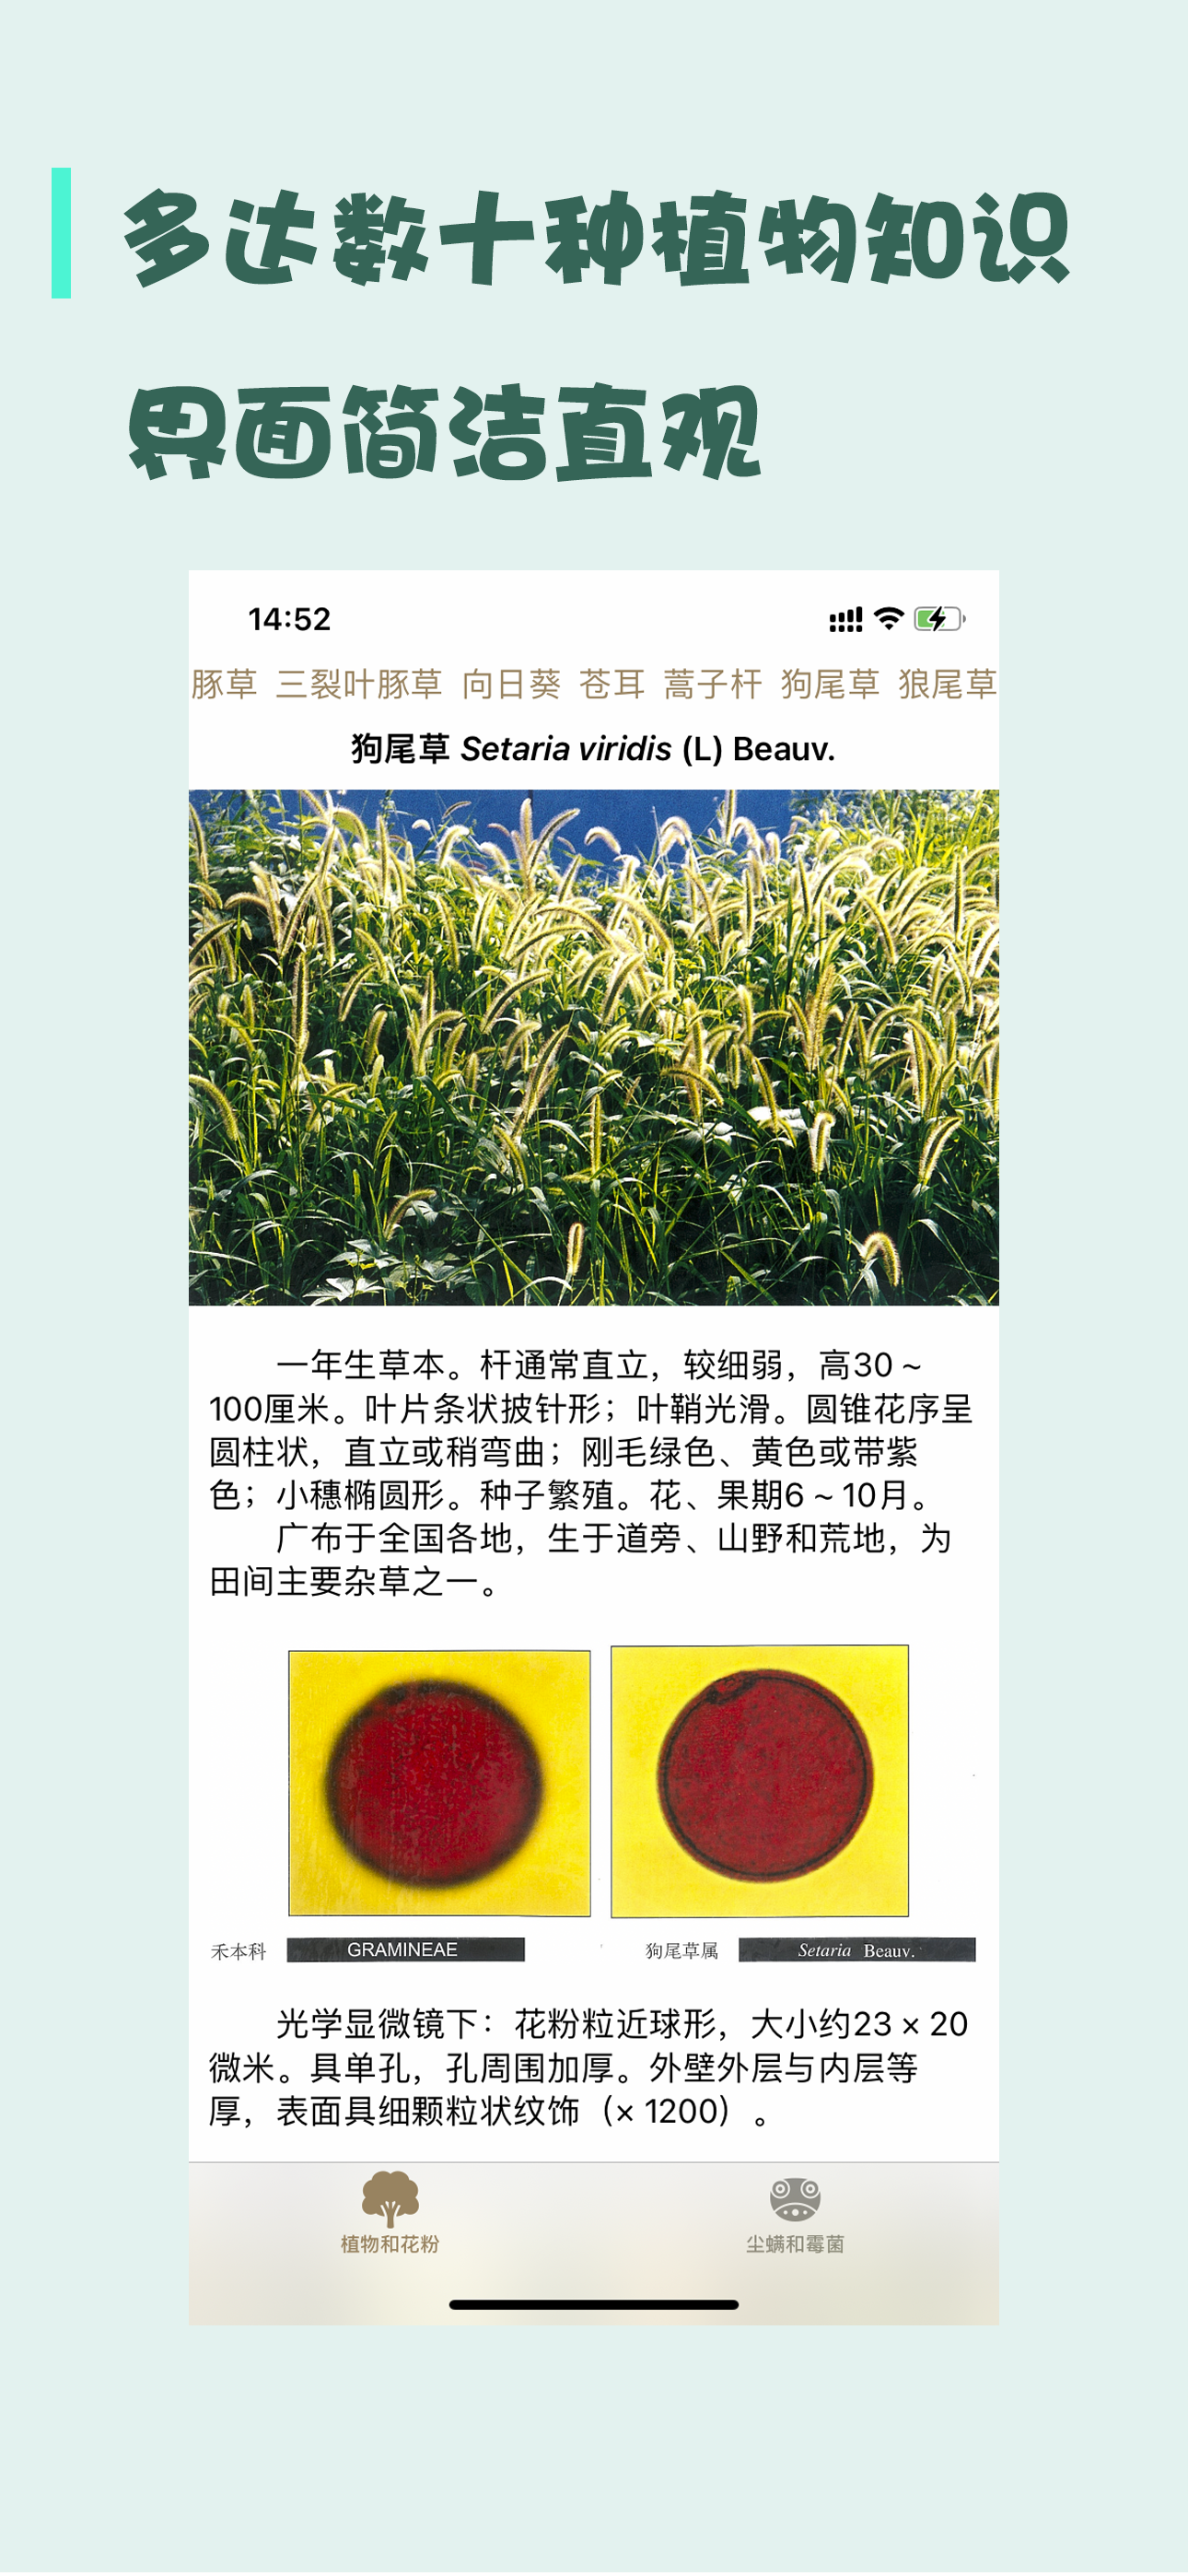 多达数十种植物知识
界面简洁直观
14:52
豚草 三裂叶豚草 向日葵 苍耳 蒿子杆 狗尾草 狼尾草
狗尾草 Setaria viridis (L) Beauv.
一年生草本。杆通常直立，较细弱，高30 ~
100厘米。叶片条状披针形；叶鞘光滑。圆锥花序呈
圆柱状，直立或稍弯曲；刚毛绿色、黄色或带紫
色；小穗椭圆形。种子繁殖。花、果期6 ~ 10月。
广布于全国各地，生于道旁、山野和荒地，为
田间主要杂草之一。
禾本科 GRAMINEAE 狗尾草属 Setaria Beauv.
光学显微镜下：花粉粒近球形，大小约23 × 20
微米。具单孔，孔周围加厚。外壁外层与内层等
厚，表面具细颗粒状纹饰（× 1200）。
植物和花粉 尘螨和霉菌